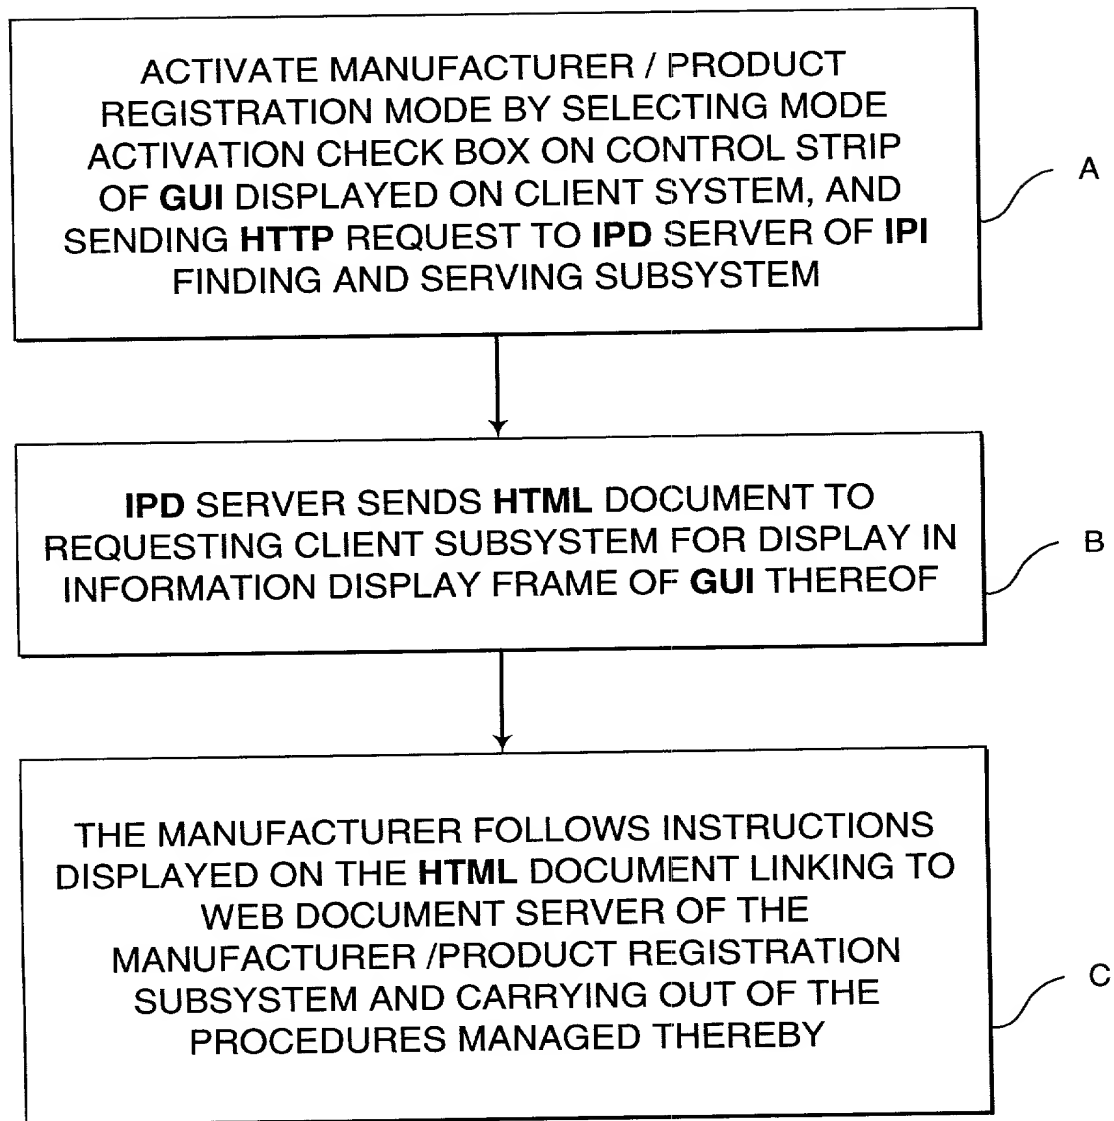 ACTIVATE MANUFACTURER / PRODUCT
REGISTRATION MODE BY SELECTING MODE
ACTIVATION CHECK BOX ON CONTROL STRIP
OF GUI DISPLAYED ON CLIENT SYSTEM, AND
SENDING HTTP REQUEST TO IPD SERVER OF IPI
FINDING AND SERVING SUBSYSTEM
A
IPD SERVER SENDS HTML DOCUMENT TO
REQUESTING CLIENT SUBSYSTEM FOR DISPLAY IN
INFORMATION DISPLAY FRAME OF GUI THEREOF
B
THE MANUFACTURER FOLLOWS INSTRUCTIONS
DISPLAYED ON THE HTML DOCUMENT LINKING TO
WEB DOCUMENT SERVER OF THE
MANUFACTURER /PRODUCT REGISTRATION
SUBSYSTEM AND CARRYING OUT OF THE
PROCEDURES MANAGED THEREBY
C